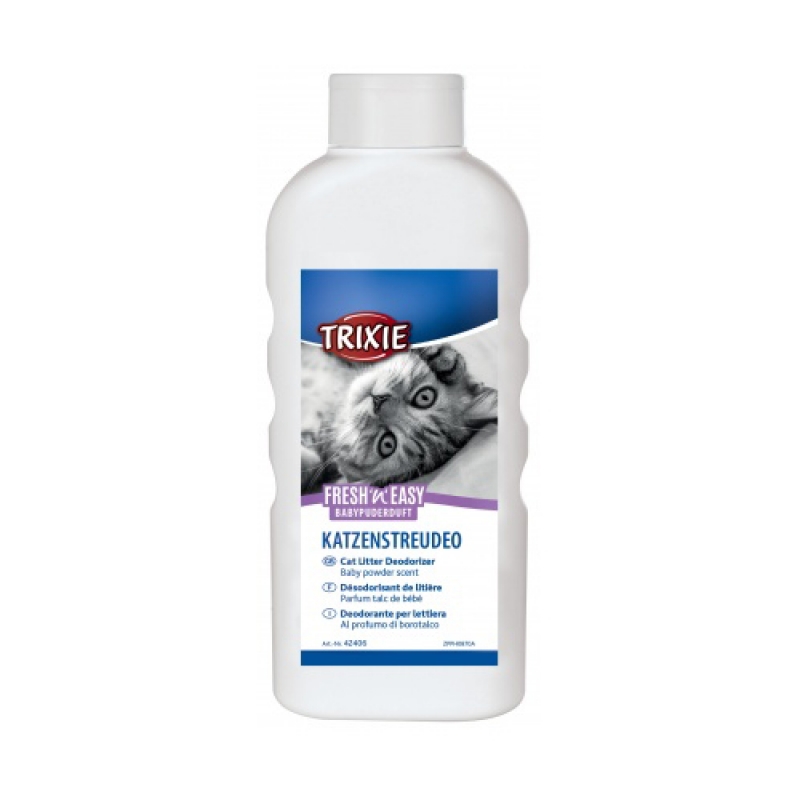 TRIXIE
FRESH'n'EASY
BABYPUDERDUFT
KATZENSTREUDEO
GB Cat Litter Deodorizer
Baby powder scent
F Désodorisant de litière
Parfum talc de bébé
I Deodorante per lettiera
Al profumo di borotalco
Art.-Nr. 42405